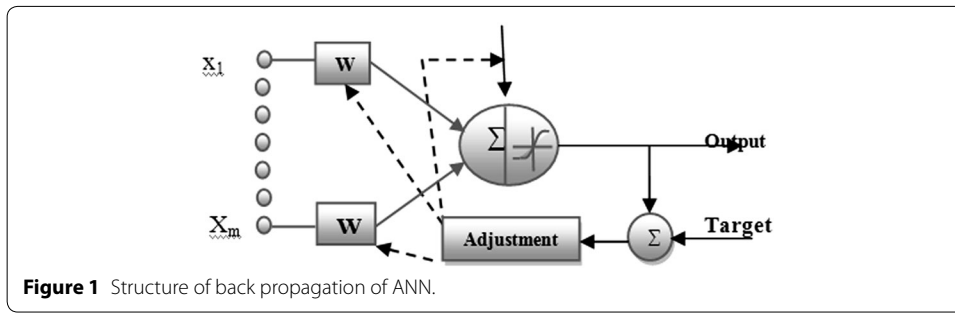 x1
W
Σ
Output
Xm
W
Adjustment
Σ
Target
Figure 1 Structure of back propagation of ANN.